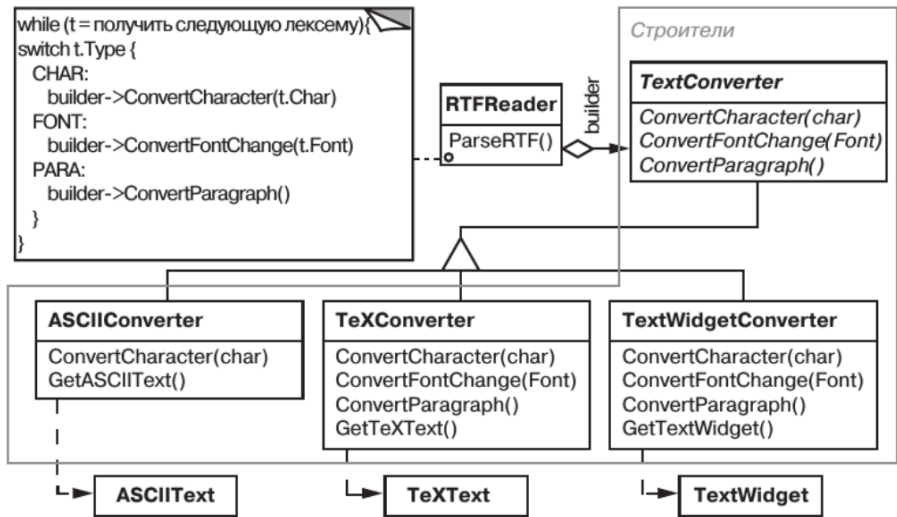 while (t = получить следующую лексему){
switch t.Type {
CHAR:
builder->ConvertCharacter(t.Char)
FONT:
builder->ConvertFontChange(t.Font)
PARA:
builder->ConvertParagraph()
}
}
RTFReader
ParseRTF()
builder
Строители
TextConverter
ConvertCharacter(char)
ConvertFontChange(Font)
ConvertParagraph()
ASCIIConverter
ConvertCharacter(char)
GetASCIIText()
TeXConverter
ConvertCharacter(char)
ConvertFontChange(Font)
ConvertParagraph()
GetTeXText()
TextWidgetConverter
ConvertCharacter(char)
ConvertFontChange(Font)
ConvertParagraph()
GetTextWidget()
ASCIIText
TeXText
TextWidget